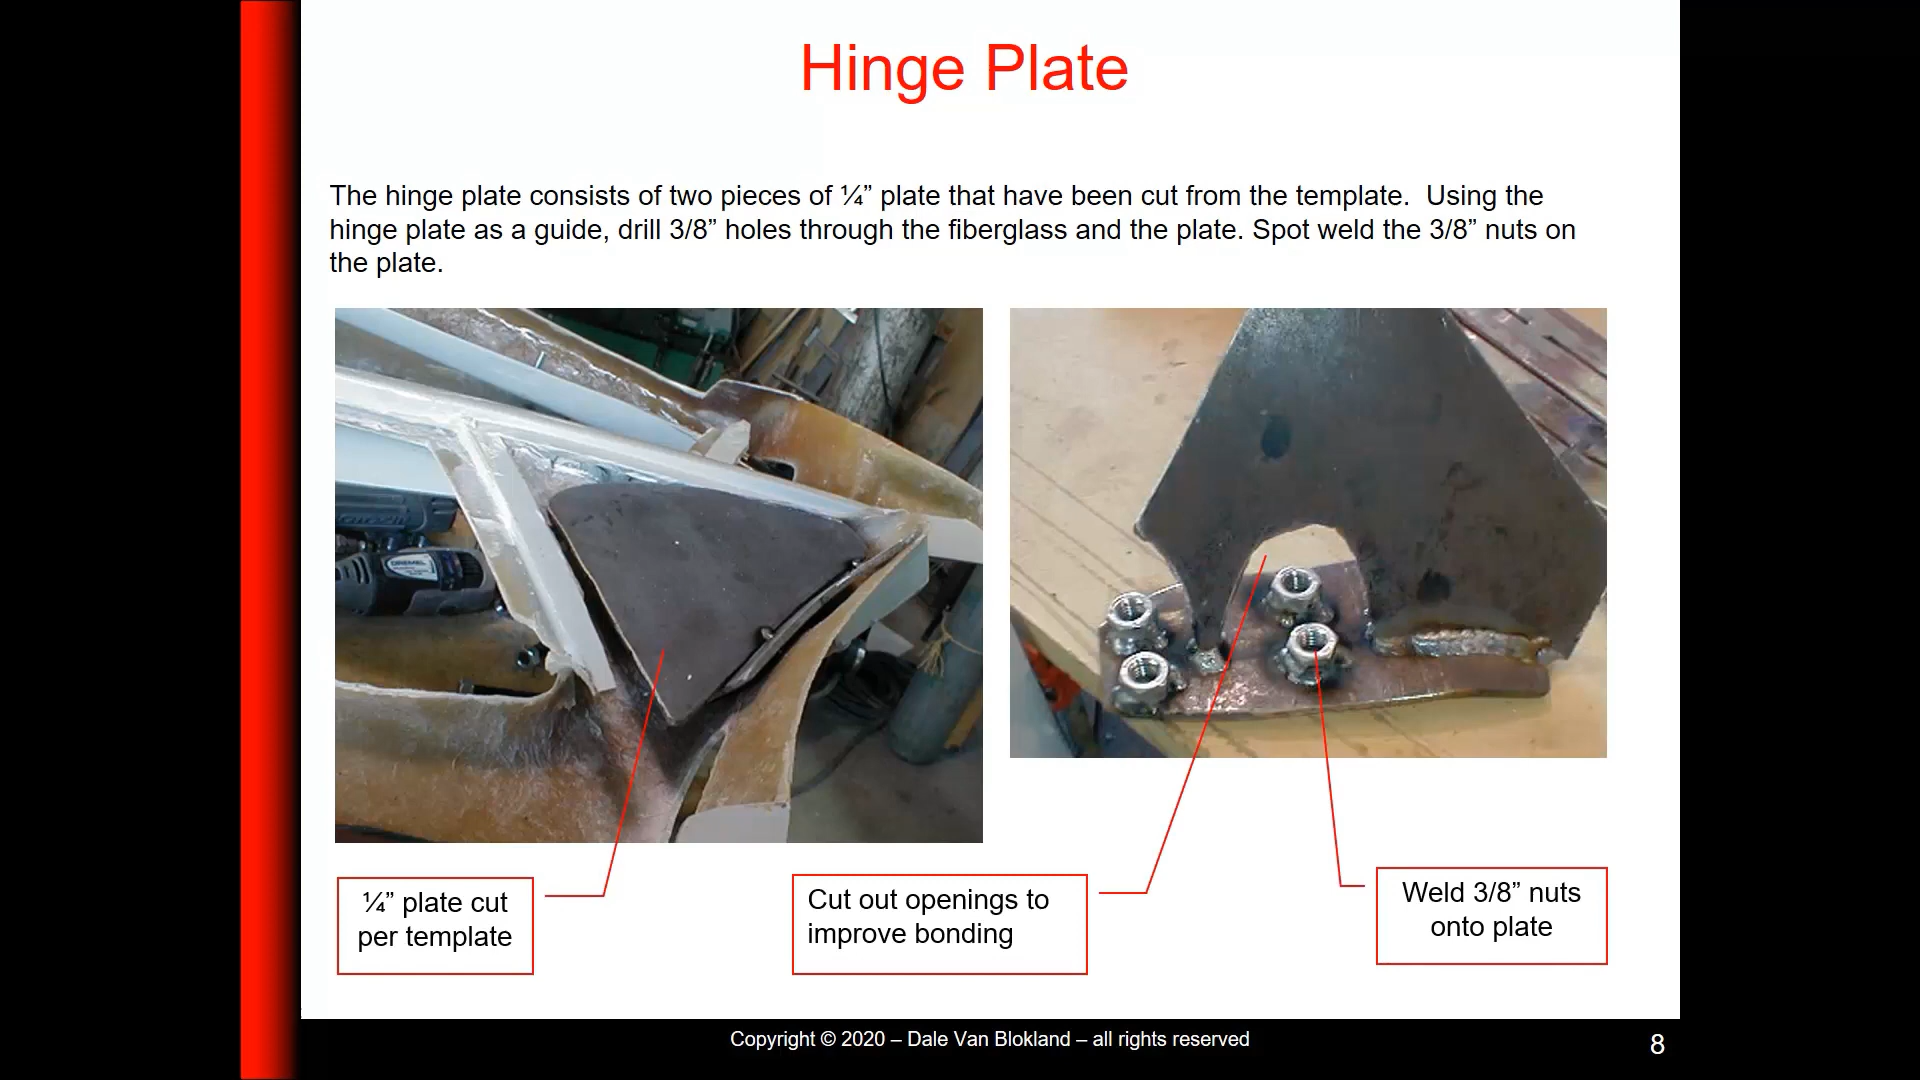 Hinge Plate
The hinge plate consists of two pieces of ¼” plate that have been cut from the template.  Using the
hinge plate as a guide, drill 3/8” holes through the fiberglass and the plate. Spot weld the 3/8” nuts on
the plate.
DREMEL
¼” plate cut
per template
Cut out openings to
improve bonding
Weld 3/8” nuts
onto plate
Copyright © 2020 – Dale Van Blokland – all rights reserved
8